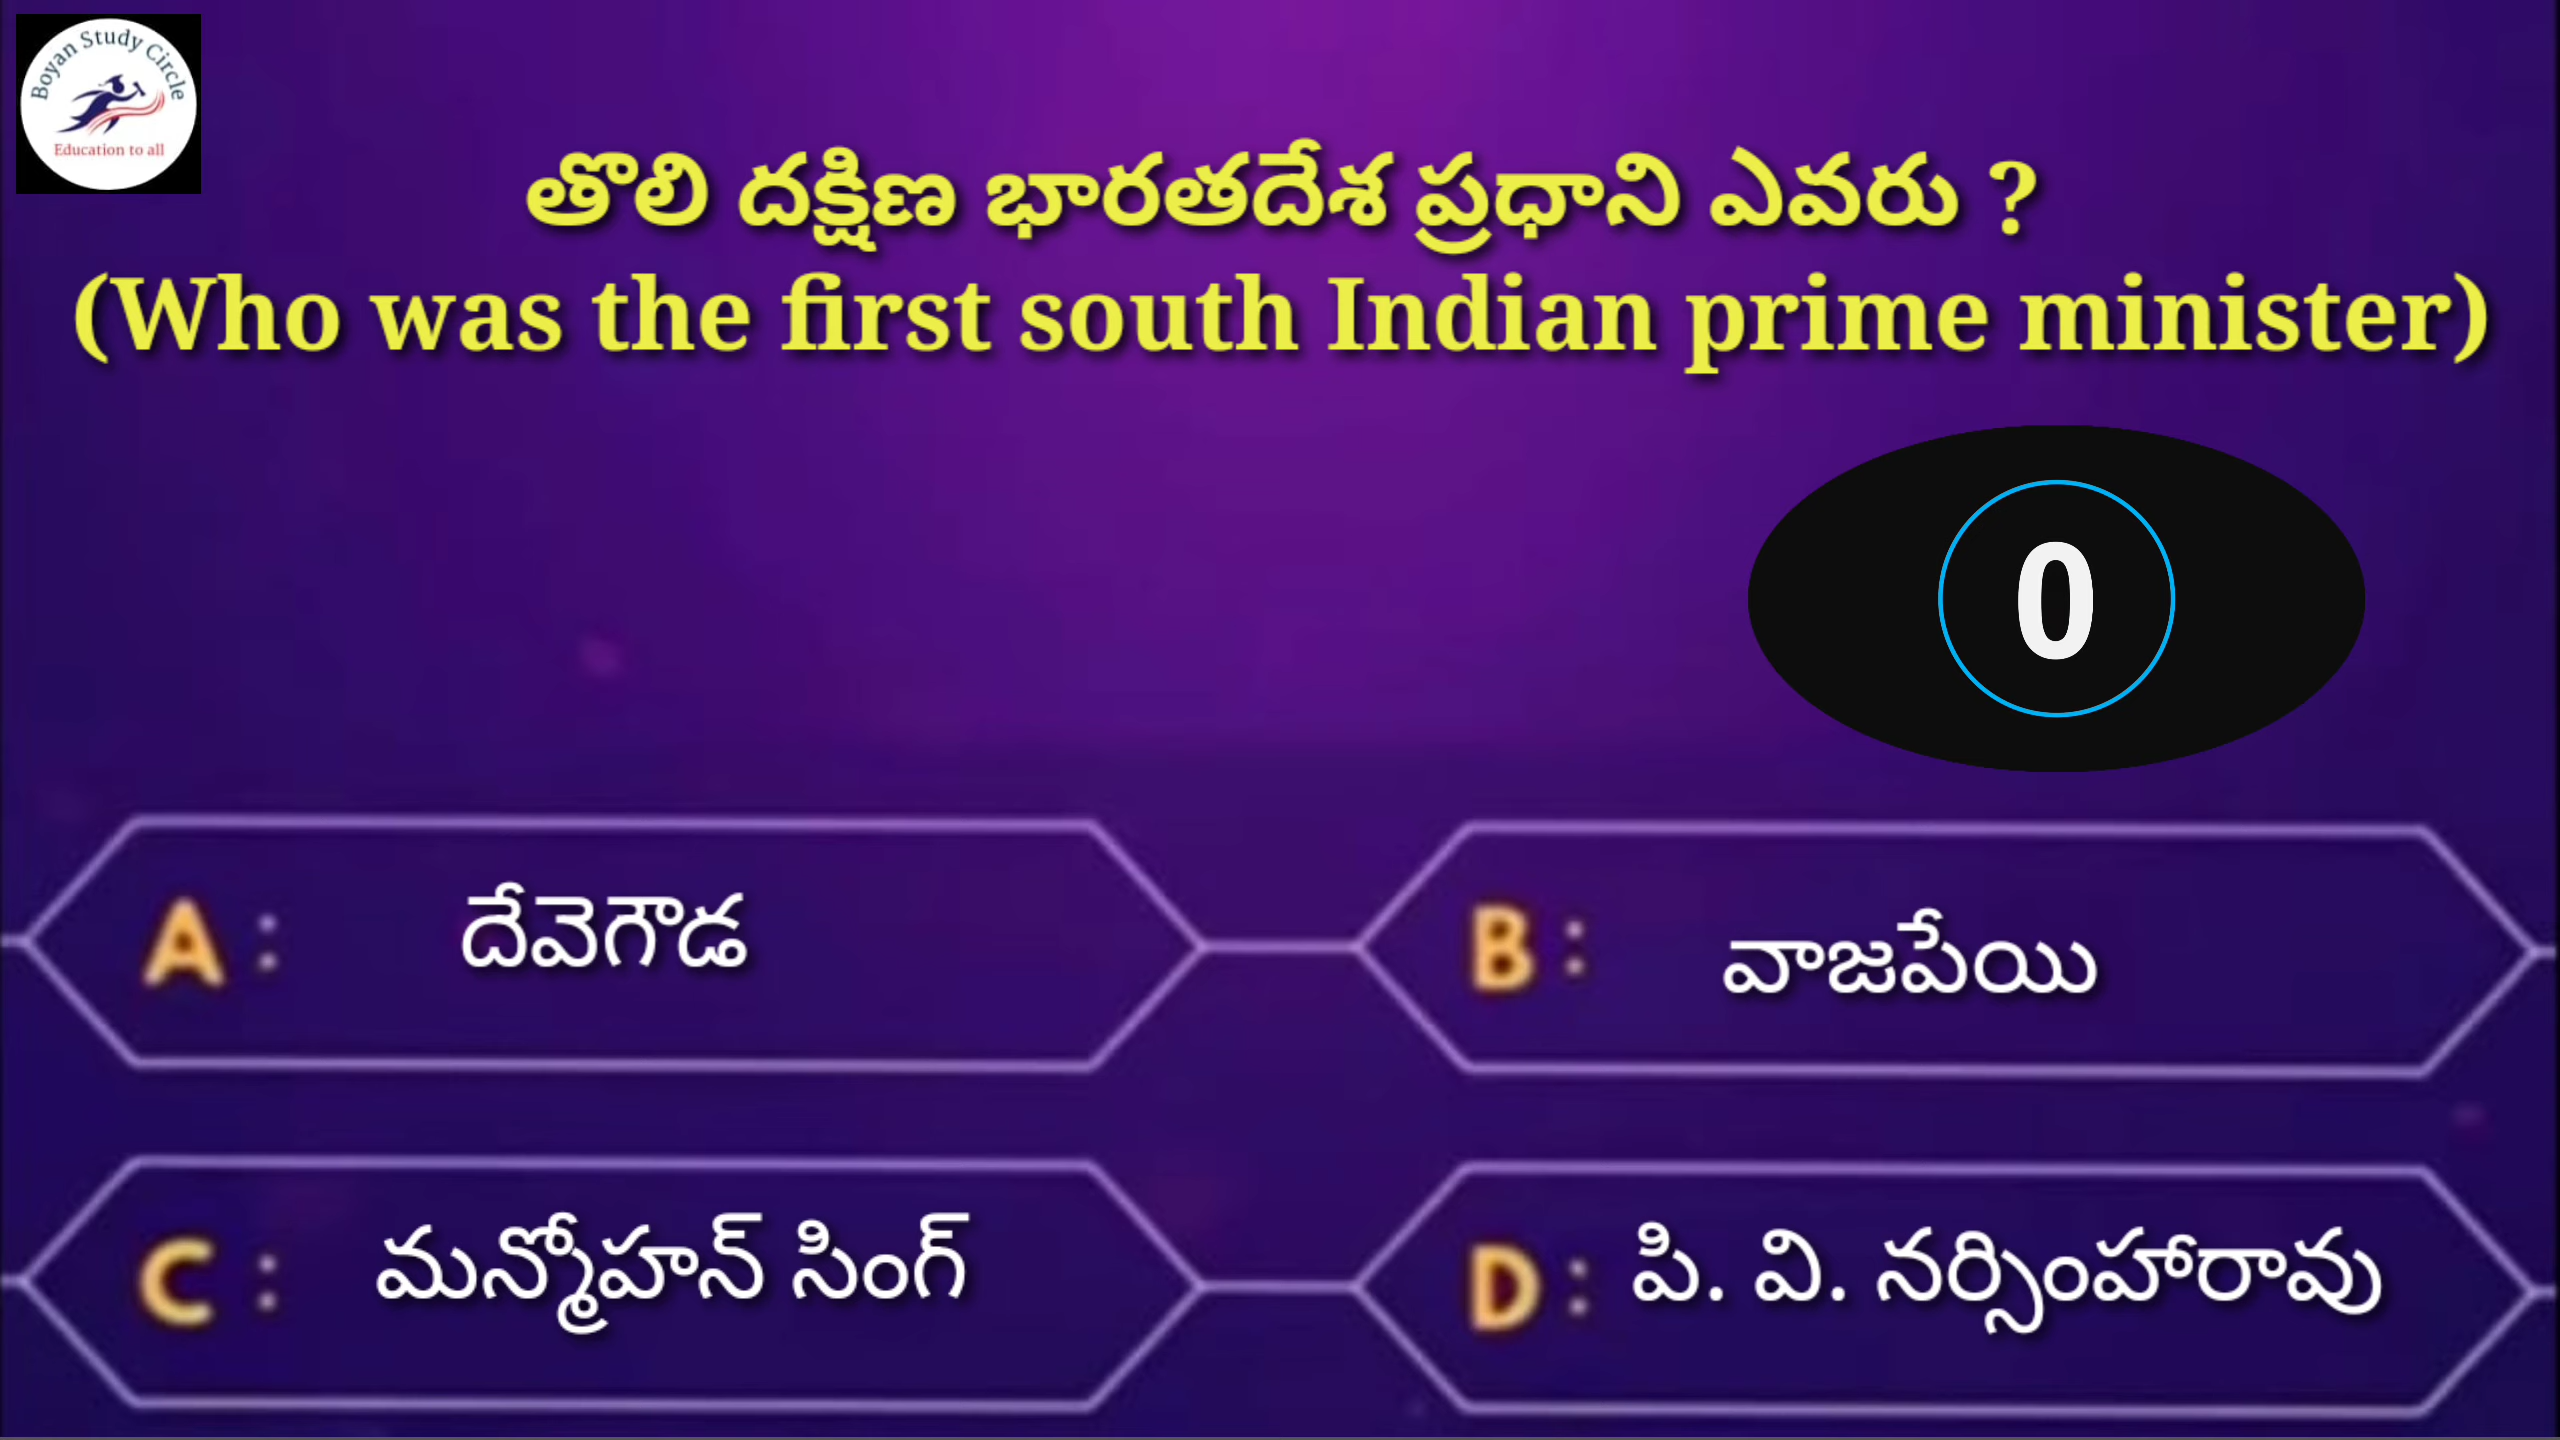 Boyan Study Circle
Education to all
తొలి దక్షిణ భారతదేశ ప్రధాని ఎవరు ?
(Who was the first south Indian prime minister)
0
A : దేవెగౌడ
B : వాజపేయి
C : మన్మోహన్ సింగ్
D : పి. వి. నర్సింహారావు